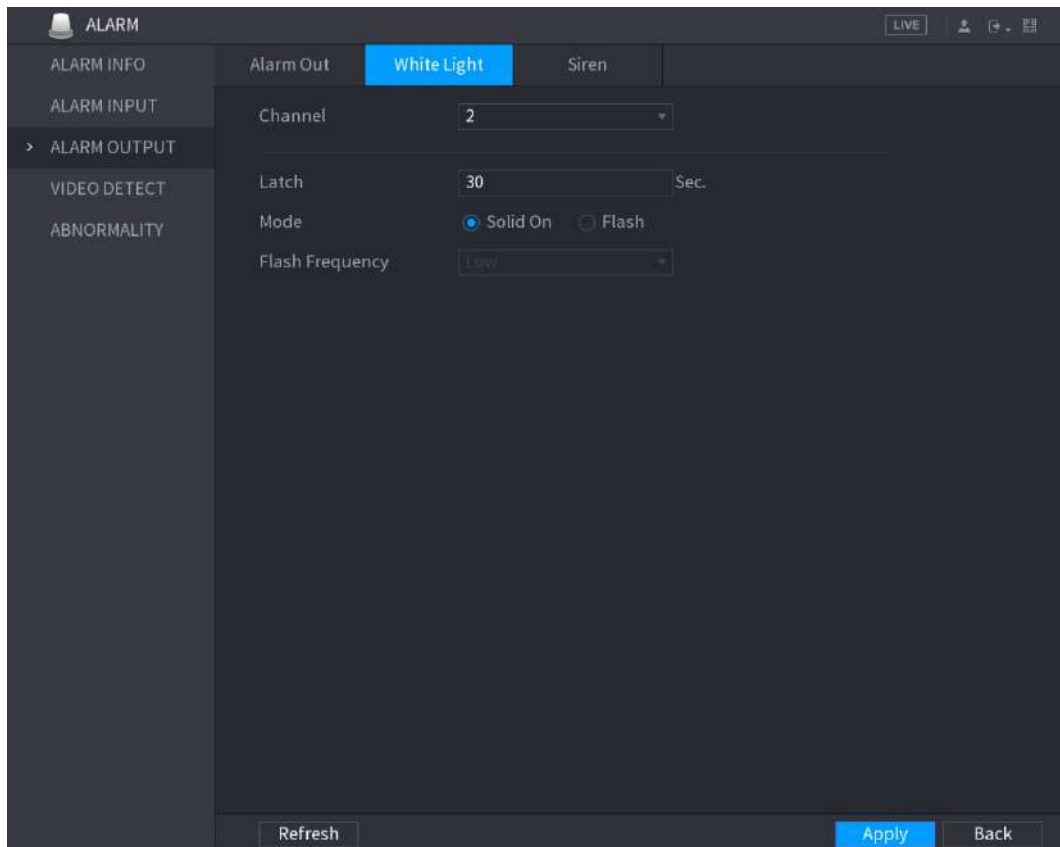 ALARM
LIVE
ALARM INFO
ALARM INPUT
> ALARM OUTPUT
VIDEO DETECT
ABNORMALITY
Alarm Out White Light Siren
Channel 2
Latch 30 Sec.
Mode Solid On Flash
Flash Frequency Low
Refresh Apply Back